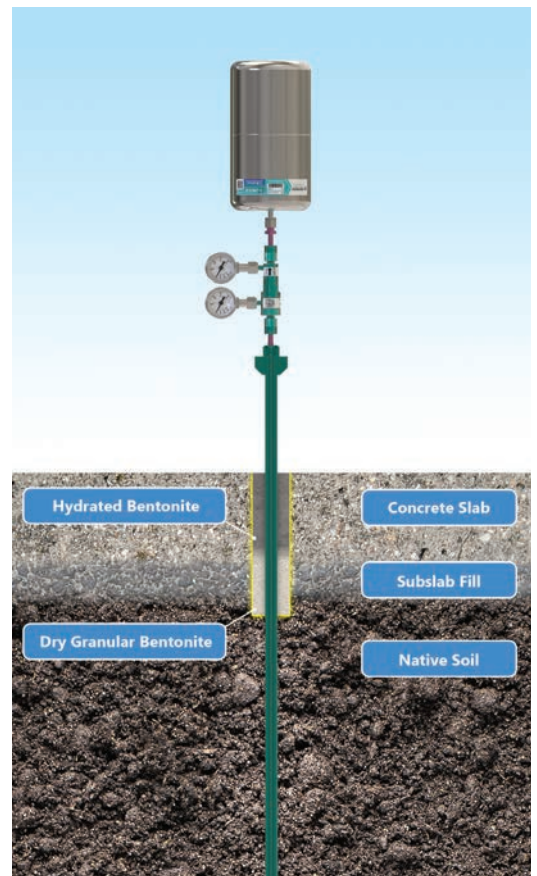 Hydrated Bentonite
Concrete Slab
Subslab Fill
Dry Granular Bentonite
Native Soil